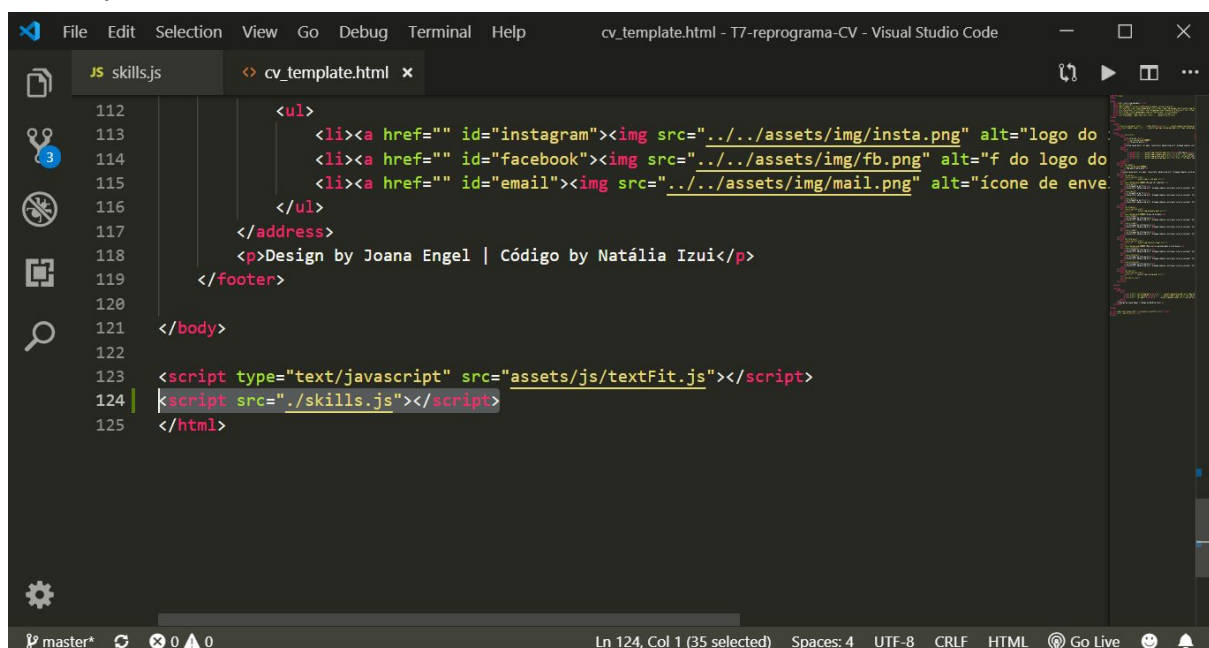 File Edit Selection View Go Debug Terminal Help cv_template.html - T7-reprograma-CV - Visual Studio Code
JS skills.js <> cv_template.html ×
112 <ul>
113 <li><a href="" id="instagram"><img src="../../assets/img/insta.png" alt="logo do
114 <li><a href="" id="facebook"><img src="../../assets/img/fb.png" alt="f do logo do
115 <li><a href="" id="email"><img src="../../assets/img/mail.png" alt="ícone de enve
116 </ul>
117 </address>
118 <p>Design by Joana Engel | Código by Natália Izui</p>
119 </footer>
120
121 </body>
122
123 <script type="text/javascript" src="assets/js/textFit.js"></script>
124 <script src="./skills.js"></script>
125 </html>
3
master* 0 0 Ln 124, Col 1 (35 selected) Spaces: 4 UTF-8 CRLF HTML Go Live